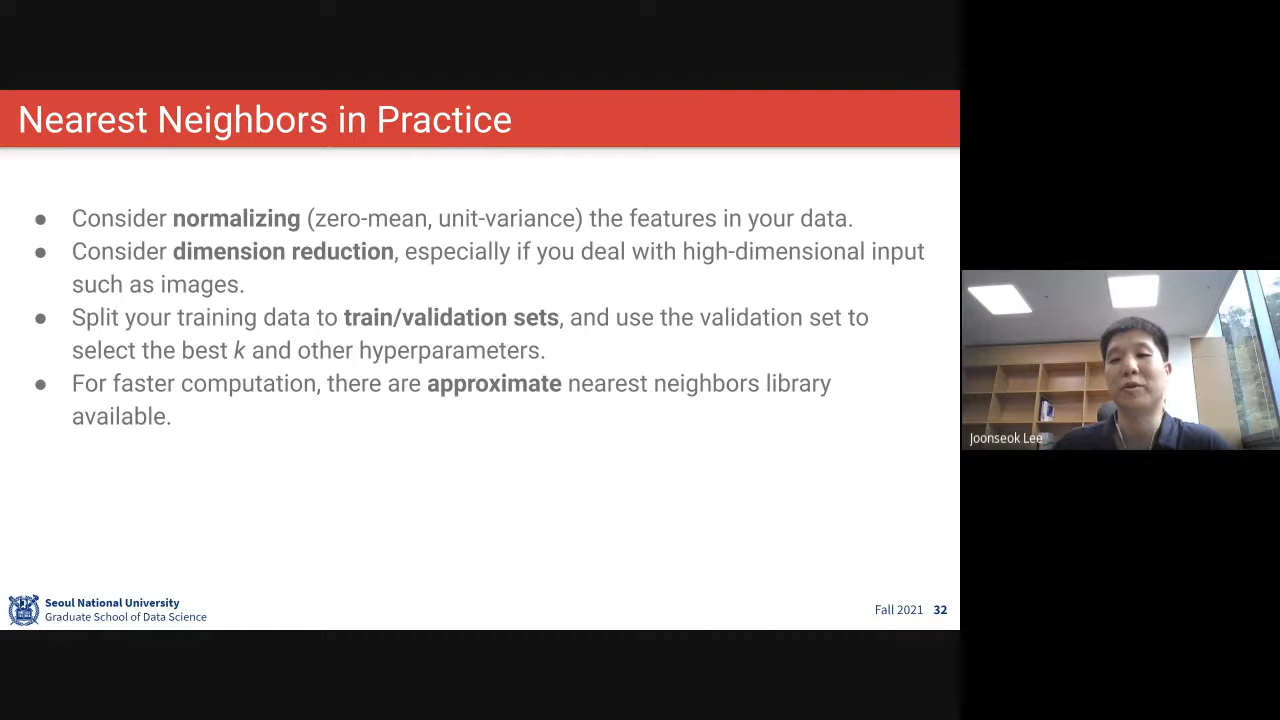 Nearest Neighbors in Practice
● Consider normalizing (zero-mean, unit-variance) the features in your data.
● Consider dimension reduction, especially if you deal with high-dimensional input
such as images.
● Split your training data to train/validation sets, and use the validation set to
select the best k and other hyperparameters.
● For faster computation, there are approximate nearest neighbors library
available.
Joonseok Lee
Seoul National University
Graduate School of Data Science
Fall 2021 32